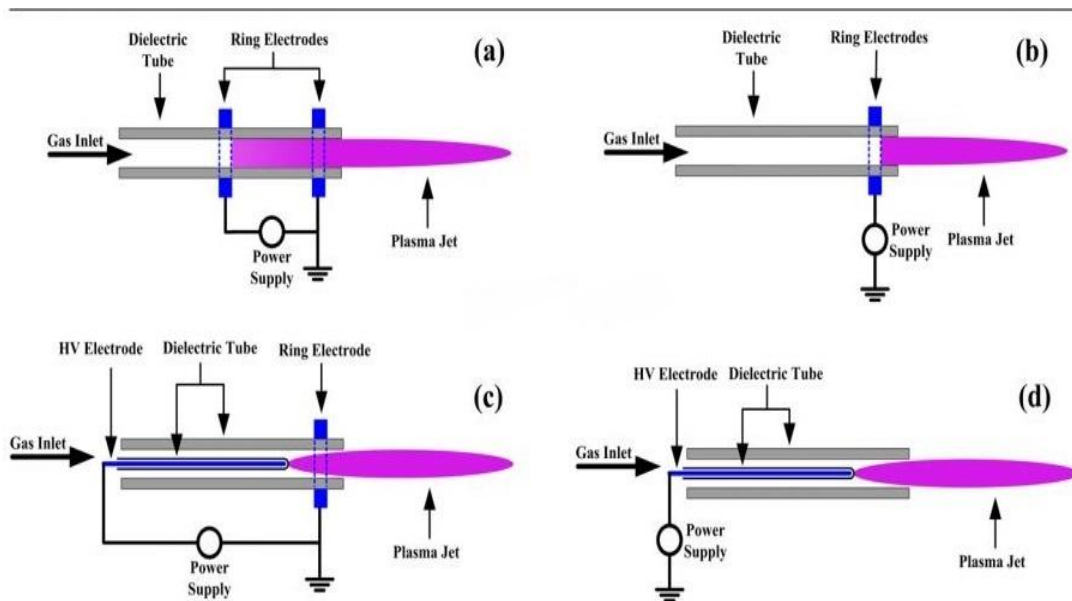 Dielectric
Tube
Ring Electrodes
(a)
Gas Inlet
Power
Supply
Plasma Jet
Dielectric
Tube
Ring Electrodes
(b)
Gas Inlet
Power
Supply
Plasma Jet
HV Electrode
Dielectric Tube
Ring Electrode
(c)
Gas Inlet
Power
Supply
Plasma Jet
HV Electrode
Dielectric Tube
(d)
Gas Inlet
Power
Supply
Plasma Jet